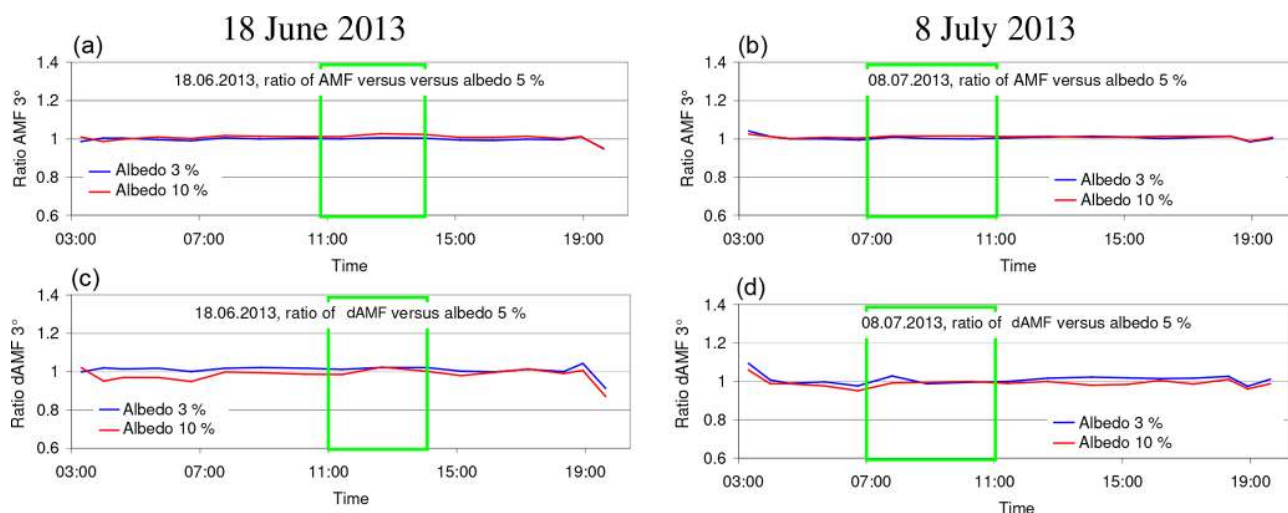 18 June 2013
8 July 2013
(a)
18.06.2013, ratio of AMF versus versus albedo 5 %
Ratio AMF 3°
1.4
1.2
1
0.8
0.6
Albedo 3 %
Albedo 10 %
03:00 07:00 11:00 15:00 19:00
Time
(b)
08.07.2013, ratio of AMF versus albedo 5 %
Ratio AMF 3°
1.4
1.2
1
0.8
0.6
Albedo 3 %
Albedo 10 %
03:00 07:00 11:00 15:00 19:00
Time
(c)
18.06.2013, ratio of dAMF versus albedo 5 %
Ratio dAMF 3°
1.4
1.2
1
0.8
0.6
Albedo 3 %
Albedo 10 %
03:00 07:00 11:00 15:00 19:00
Time
(d)
08.07.2013, ratio of dAMF versus albedo 5 %
Ratio dAMF 3°
1.4
1.2
1
0.8
0.6
Albedo 3 %
Albedo 10 %
03:00 07:00 11:00 15:00 19:00
Time